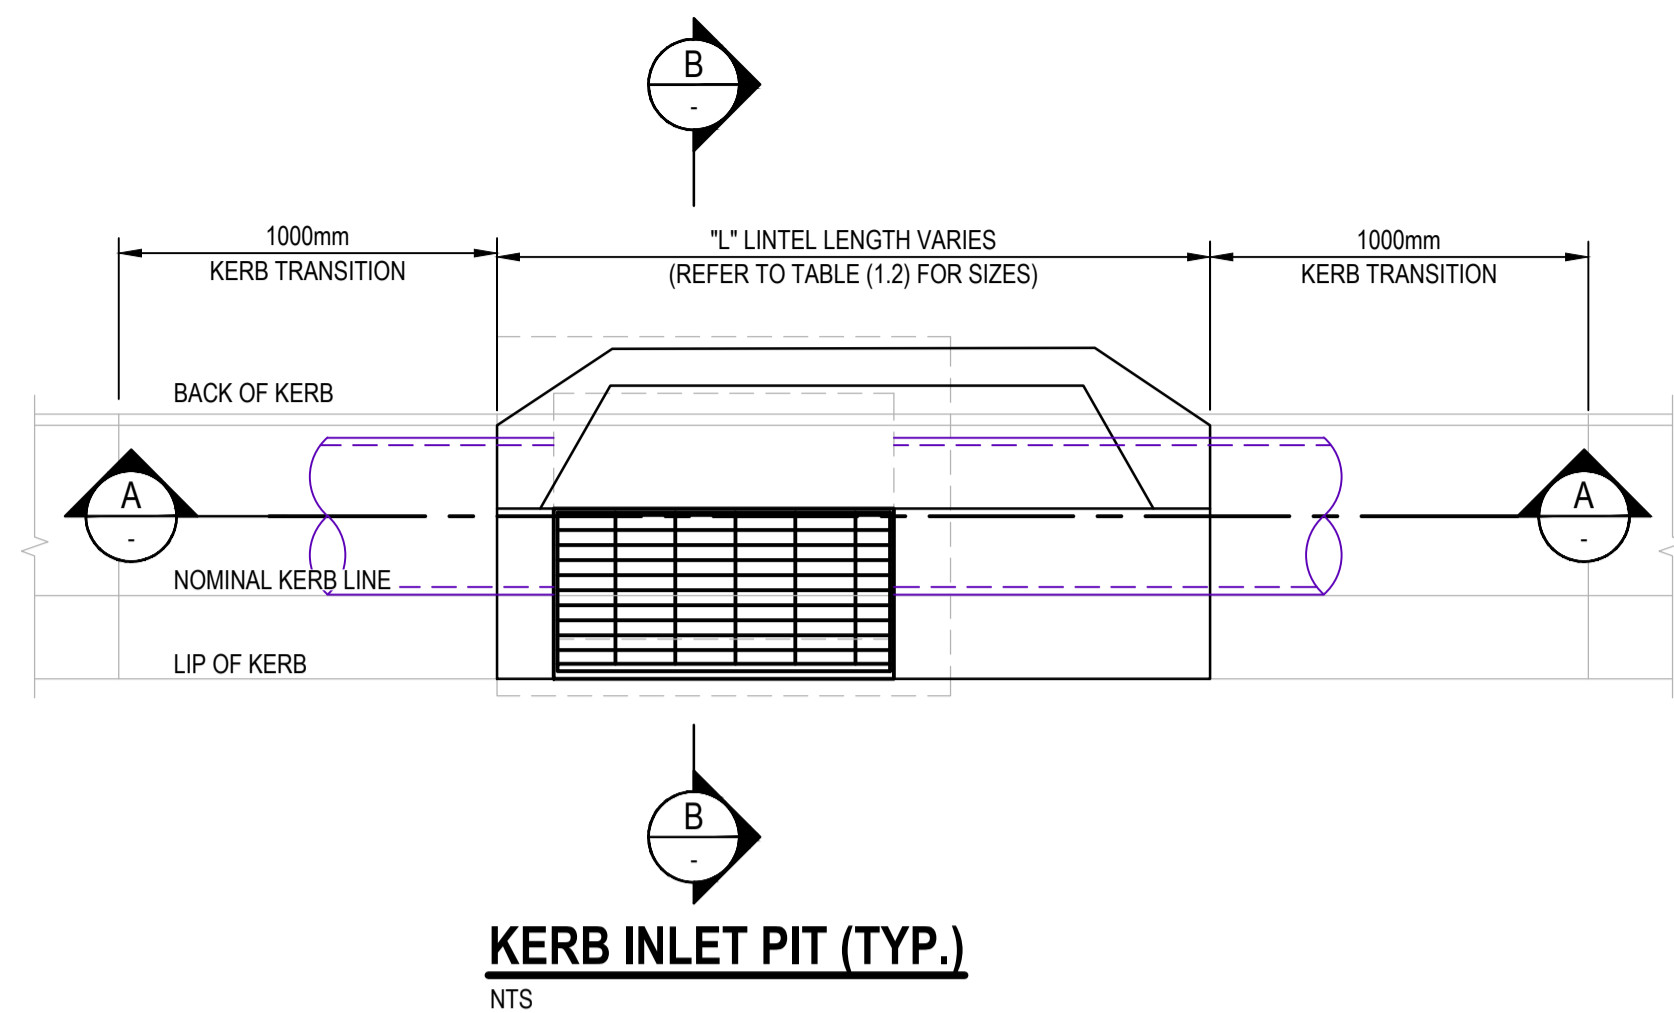 B
-
1000mm
KERB TRANSITION
"L" LINTEL LENGTH VARIES
(REFER TO TABLE (1.2) FOR SIZES)
1000mm
KERB TRANSITION
BACK OF KERB
A
-
A
-
NOMINAL KERB LINE
LIP OF KERB
B
-
KERB INLET PIT (TYP.)
NTS